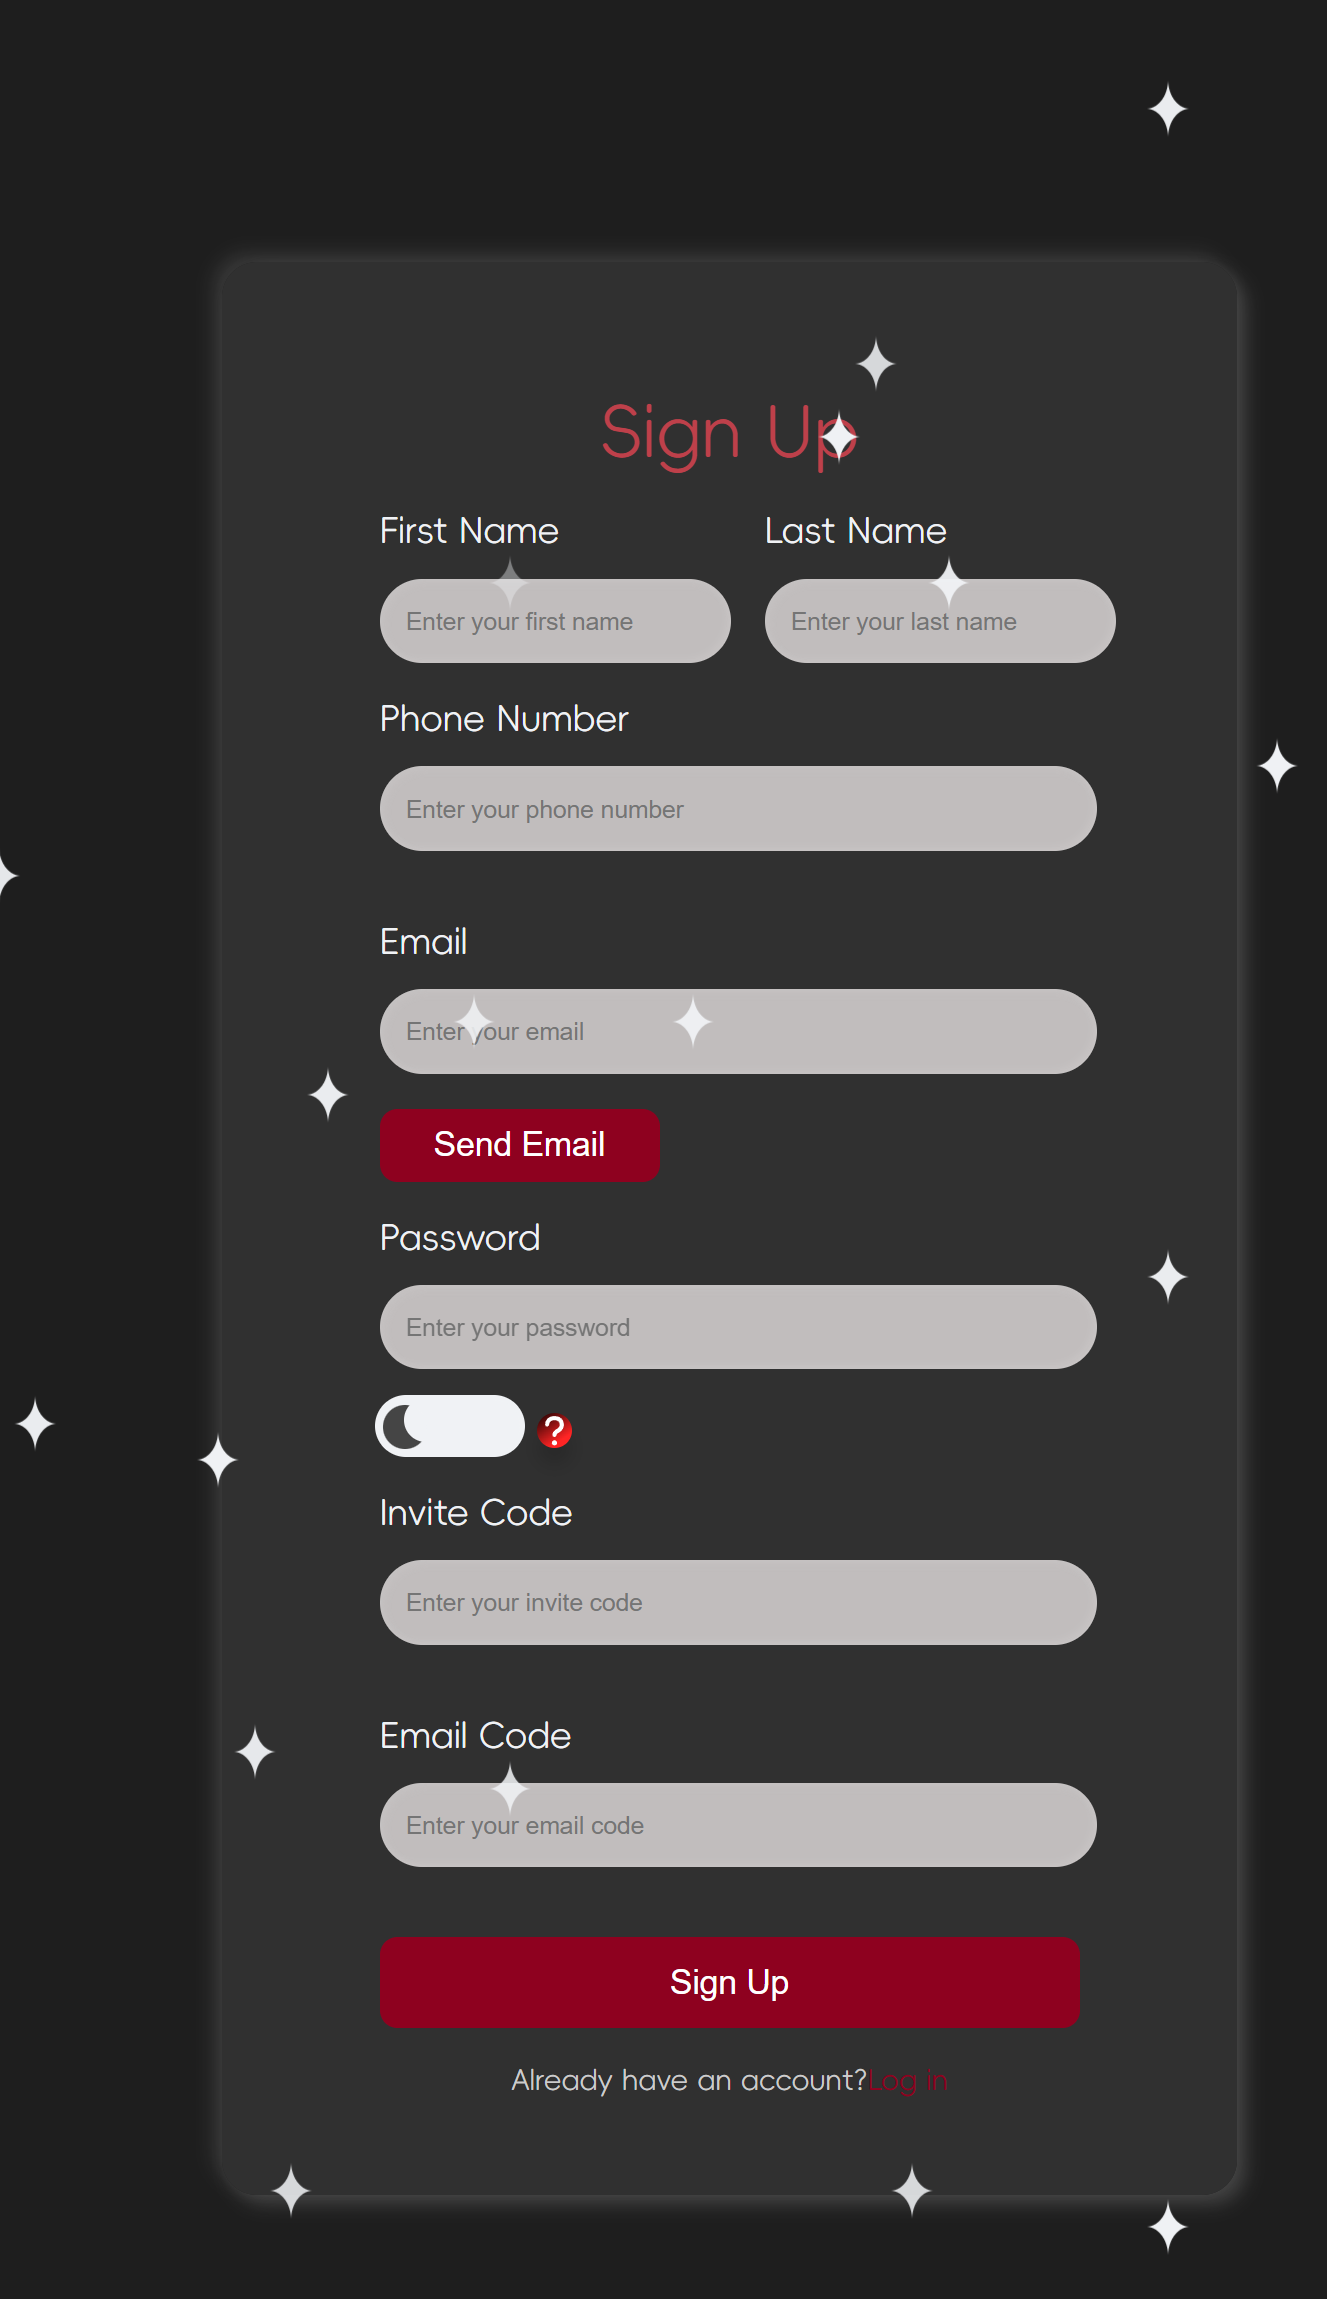 Sign Up
First Name Last Name
Enter your first name Enter your last name
Phone Number
Enter your phone number
Email
Enter your email
Send Email
Password
Enter your password
?
Invite Code
Enter your invite code
Email Code
Enter your email code
Sign Up
Already have an account?Log in